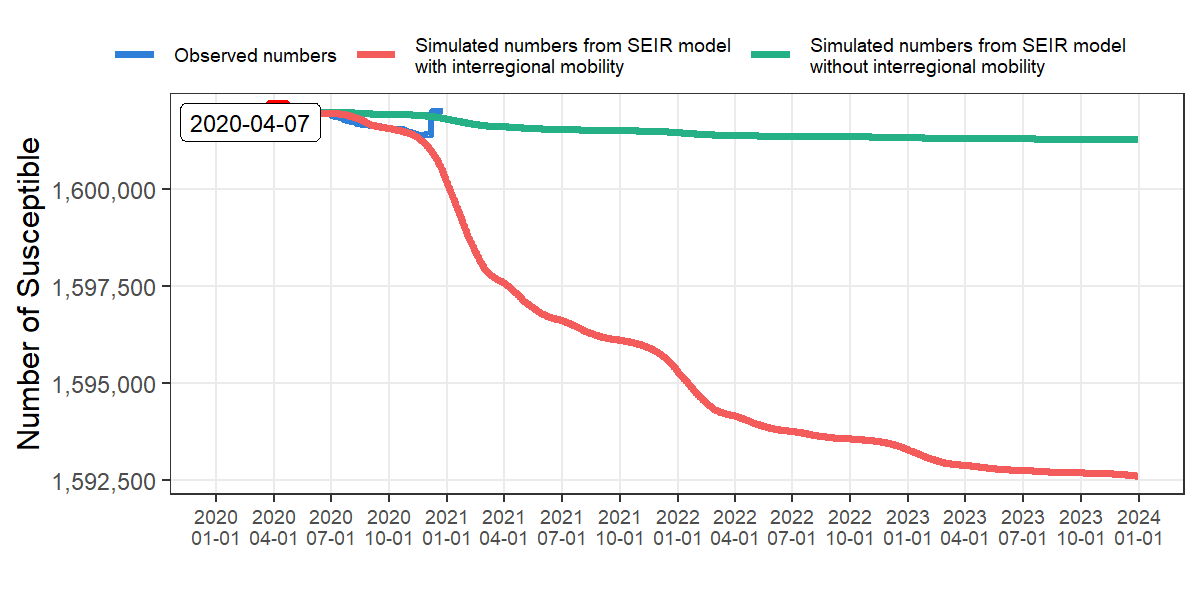 Observed numbers
Simulated numbers from SEIR model
with interregional mobility
Simulated numbers from SEIR model
without interregional mobility
2020-04-07
Number of Susceptible
1,600,000
1,597,500
1,595,000
1,592,500
2020 2020 2020 2020 2021 2021 2021 2021 2022 2022 2022 2022 2023 2023 2023 2023 2024
01-01 04-01 07-01 10-01 01-01 04-01 07-01 10-01 01-01 04-01 07-01 10-01 01-01 04-01 07-01 10-01 01-01